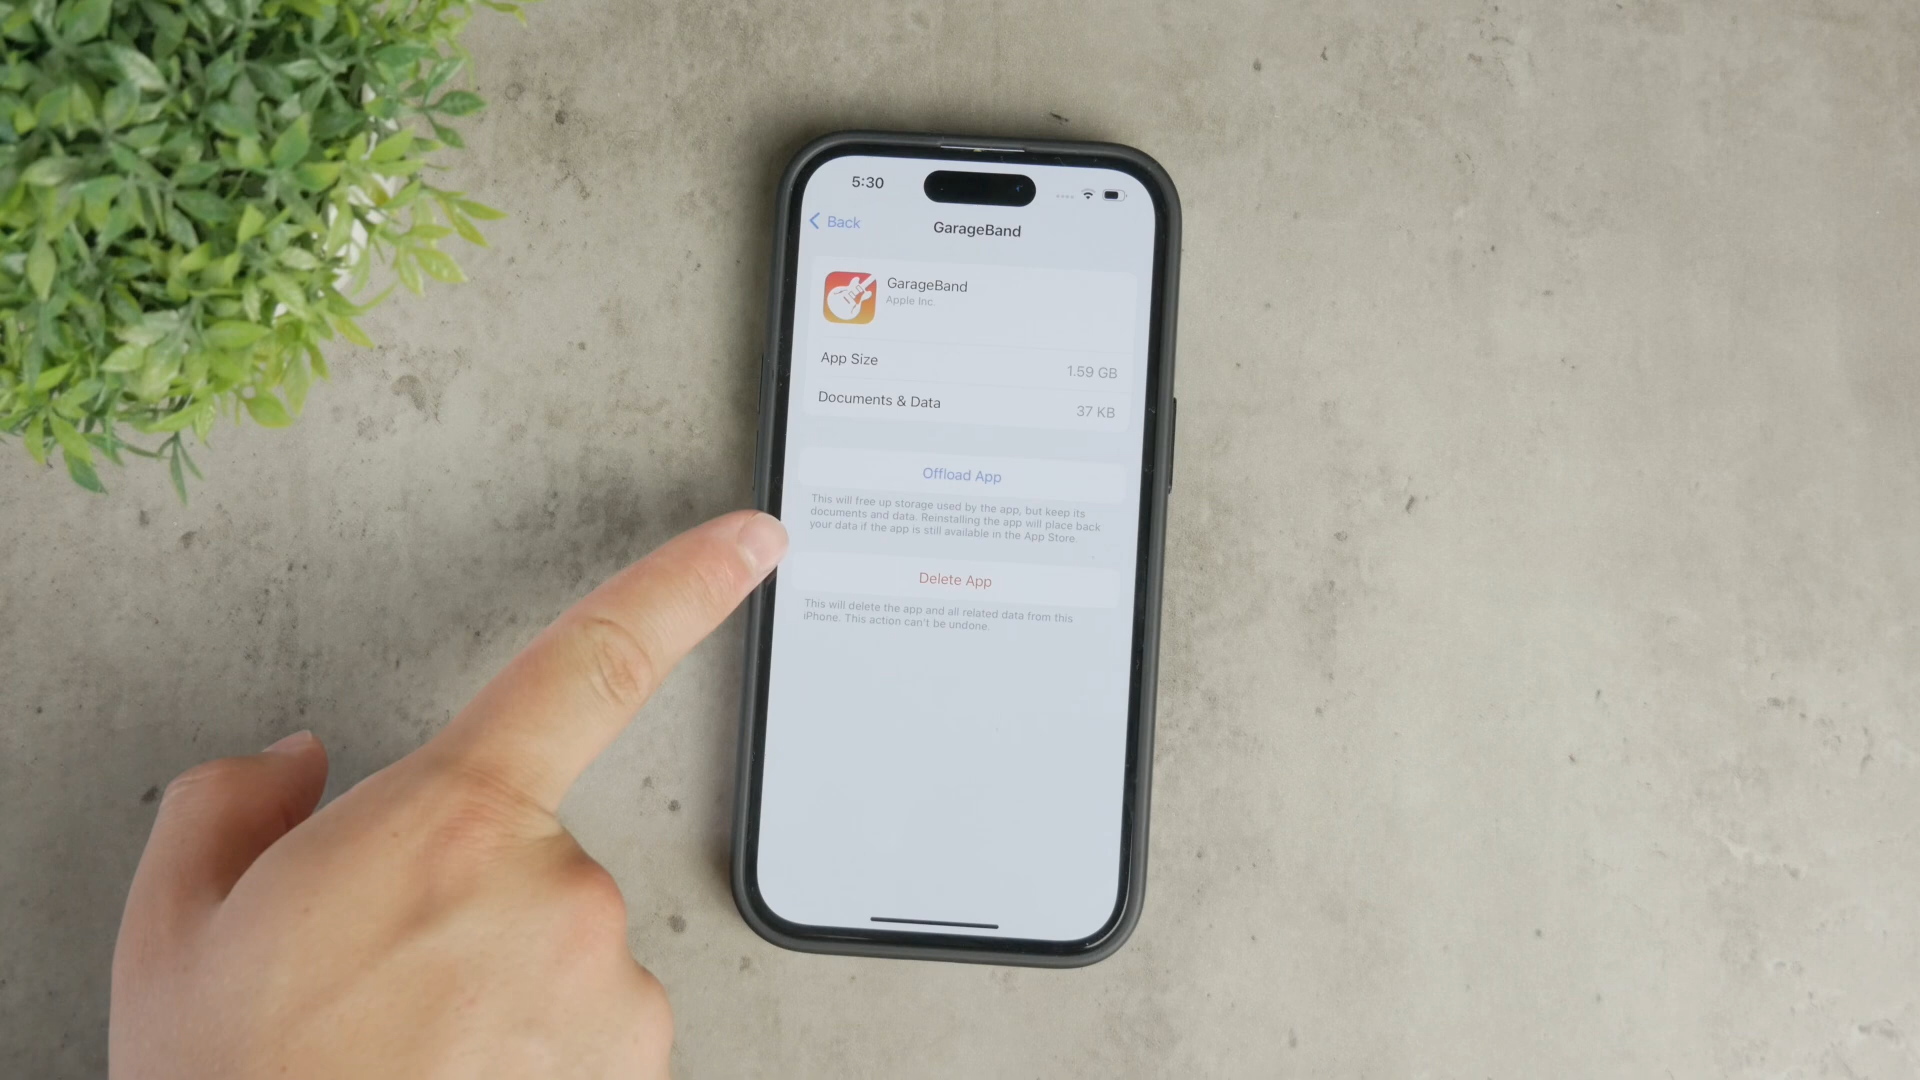 5:30
Back
GarageBand
GarageBand
Apple Inc.
App Size 1.59 GB
Documents & Data 37 KB
Offload App
This will free up storage used by the app, but keep its
documents and data. Reinstalling the app will place back
your data if the app is still available in the App Store.
Delete App
This will delete the app and all related data from this
iPhone. This action can't be undone.